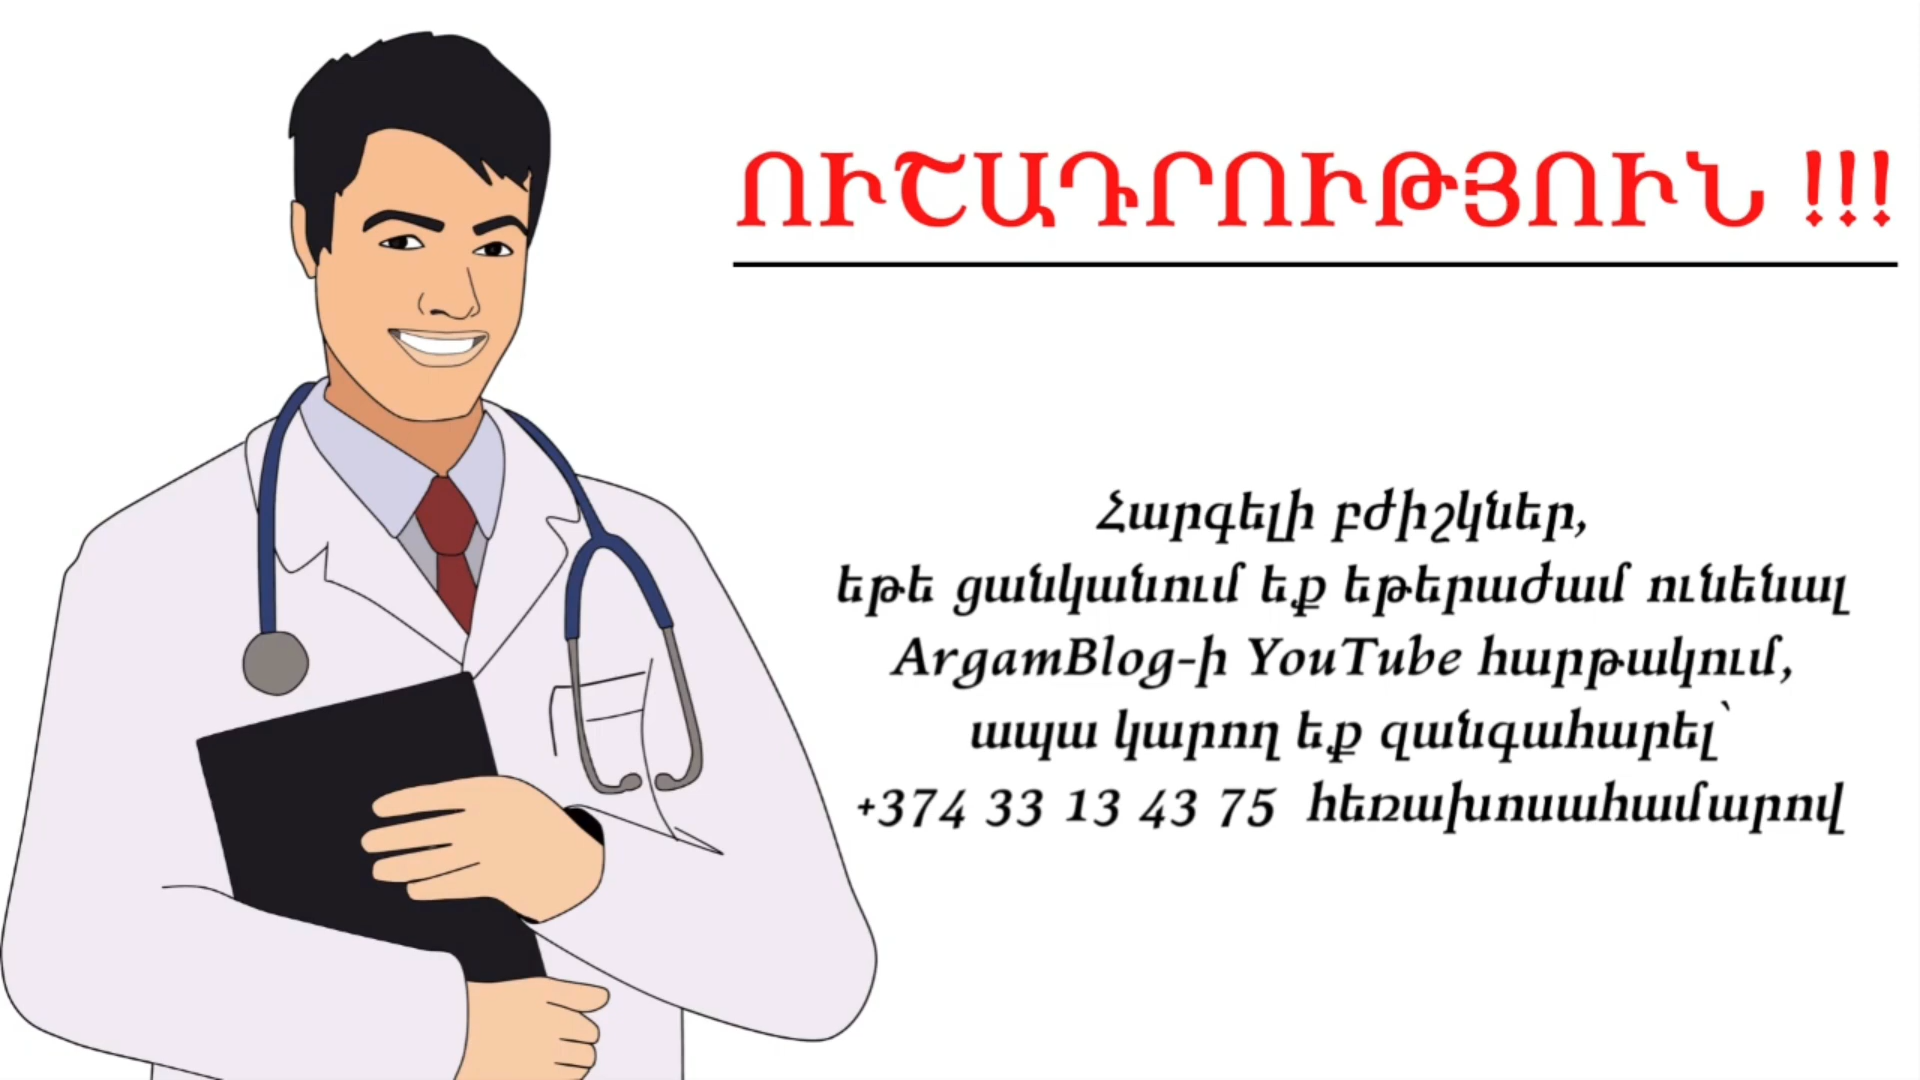 ՈՒՇԱԴՐՈՒԹՅՈՒՆ !!!
Հարգելի բժիշկներ,
եթե ցանկանում եք եթերաժամ ունենալ
ArgamBlog-ի YouTube հարթակում,
ապա կարող եք զանգահարել՝
+374 33 13 43 75 հեռախոսահամարով